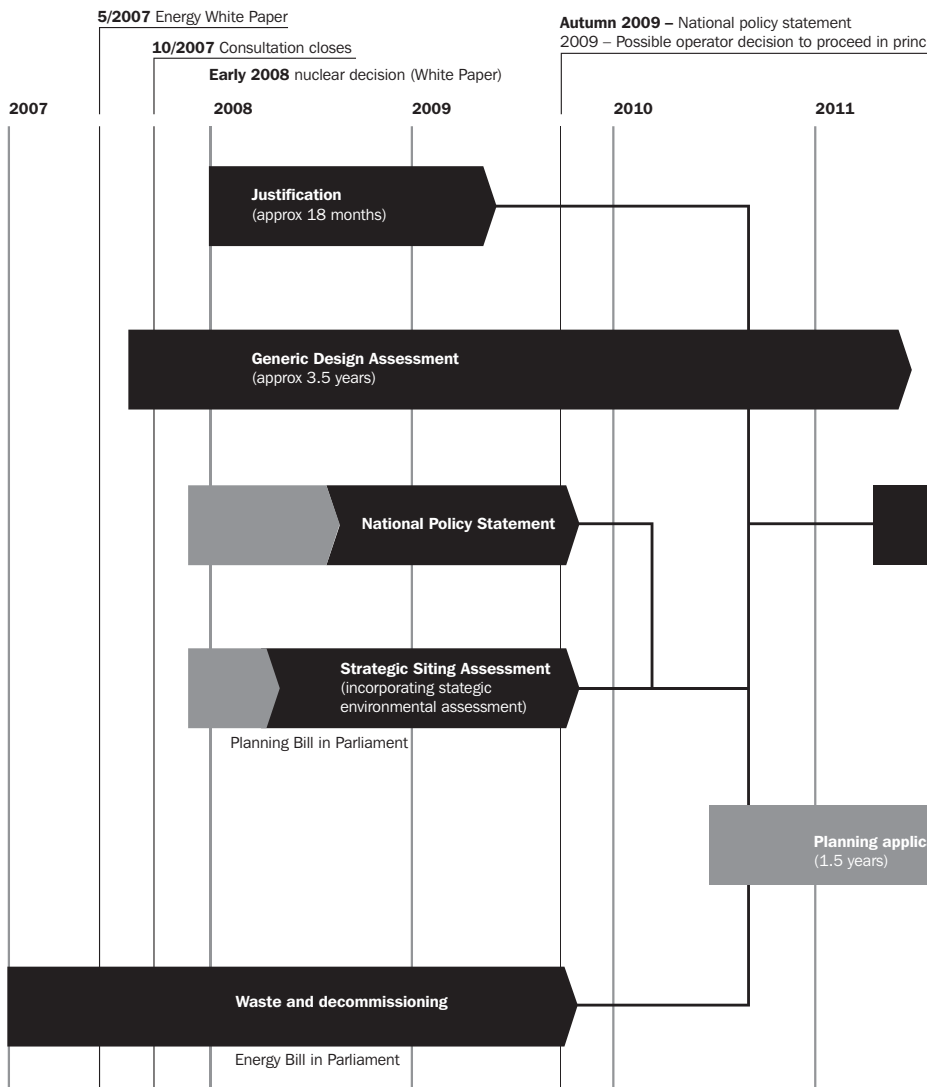 5/2007 Energy White Paper
10/2007 Consultation closes
Early 2008 nuclear decision (White Paper)
Autumn 2009 – National policy statement
2009 – Possible operator decision to proceed in princ
2007
2008
2009
2010
2011
Justification
(approx 18 months)
Generic Design Assessment
(approx 3.5 years)
National Policy Statement
Strategic Siting Assessment
(incorporating stategic
environmental assessment)
Planning Bill in Parliament
Planning applic
(1.5 years)
Waste and decommissioning
Energy Bill in Parliament